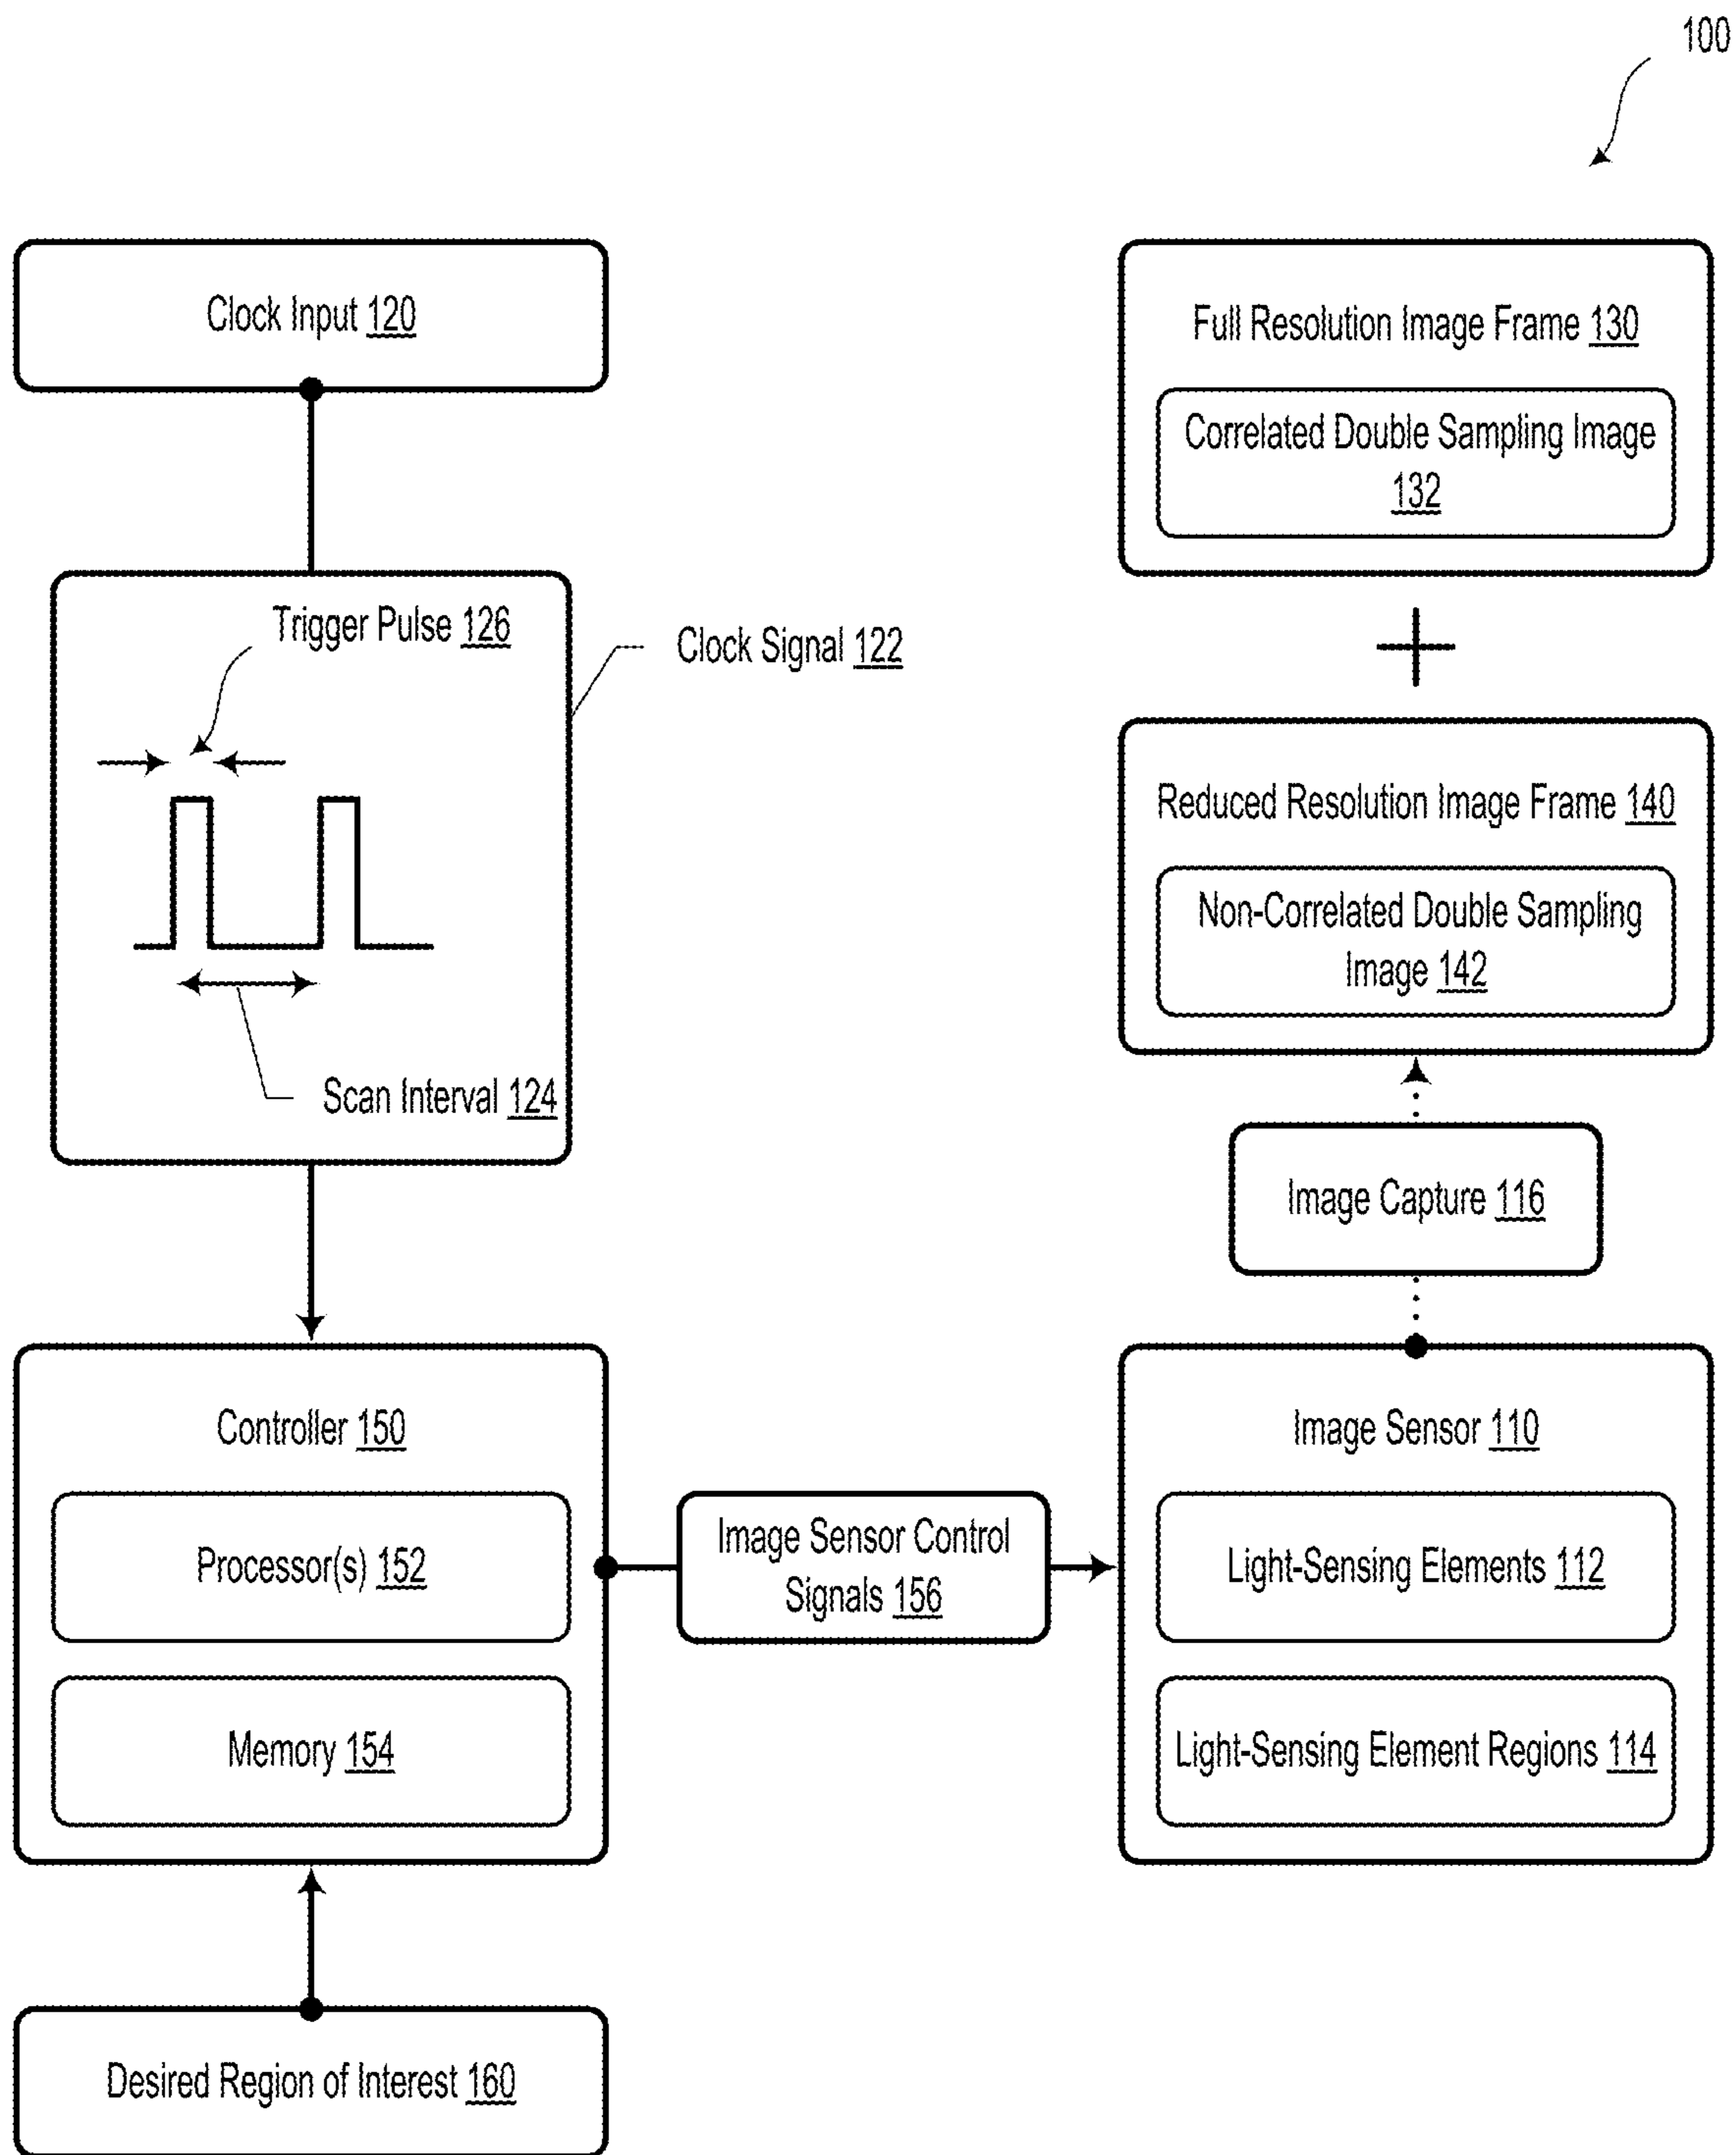 100
Clock Input 120
Full Resolution Image Frame 130
Correlated Double Sampling Image
132
Trigger Pulse 126
Clock Signal 122
Scan Interval 124
Reduced Resolution Image Frame 140
Non-Correlated Double Sampling
Image 142
Image Capture 116
Controller 150
Processor(s) 152
Memory 154
Image Sensor Control
Signals 156
Image Sensor 110
Light-Sensing Elements 112
Light-Sensing Element Regions 114
Desired Region of Interest 160